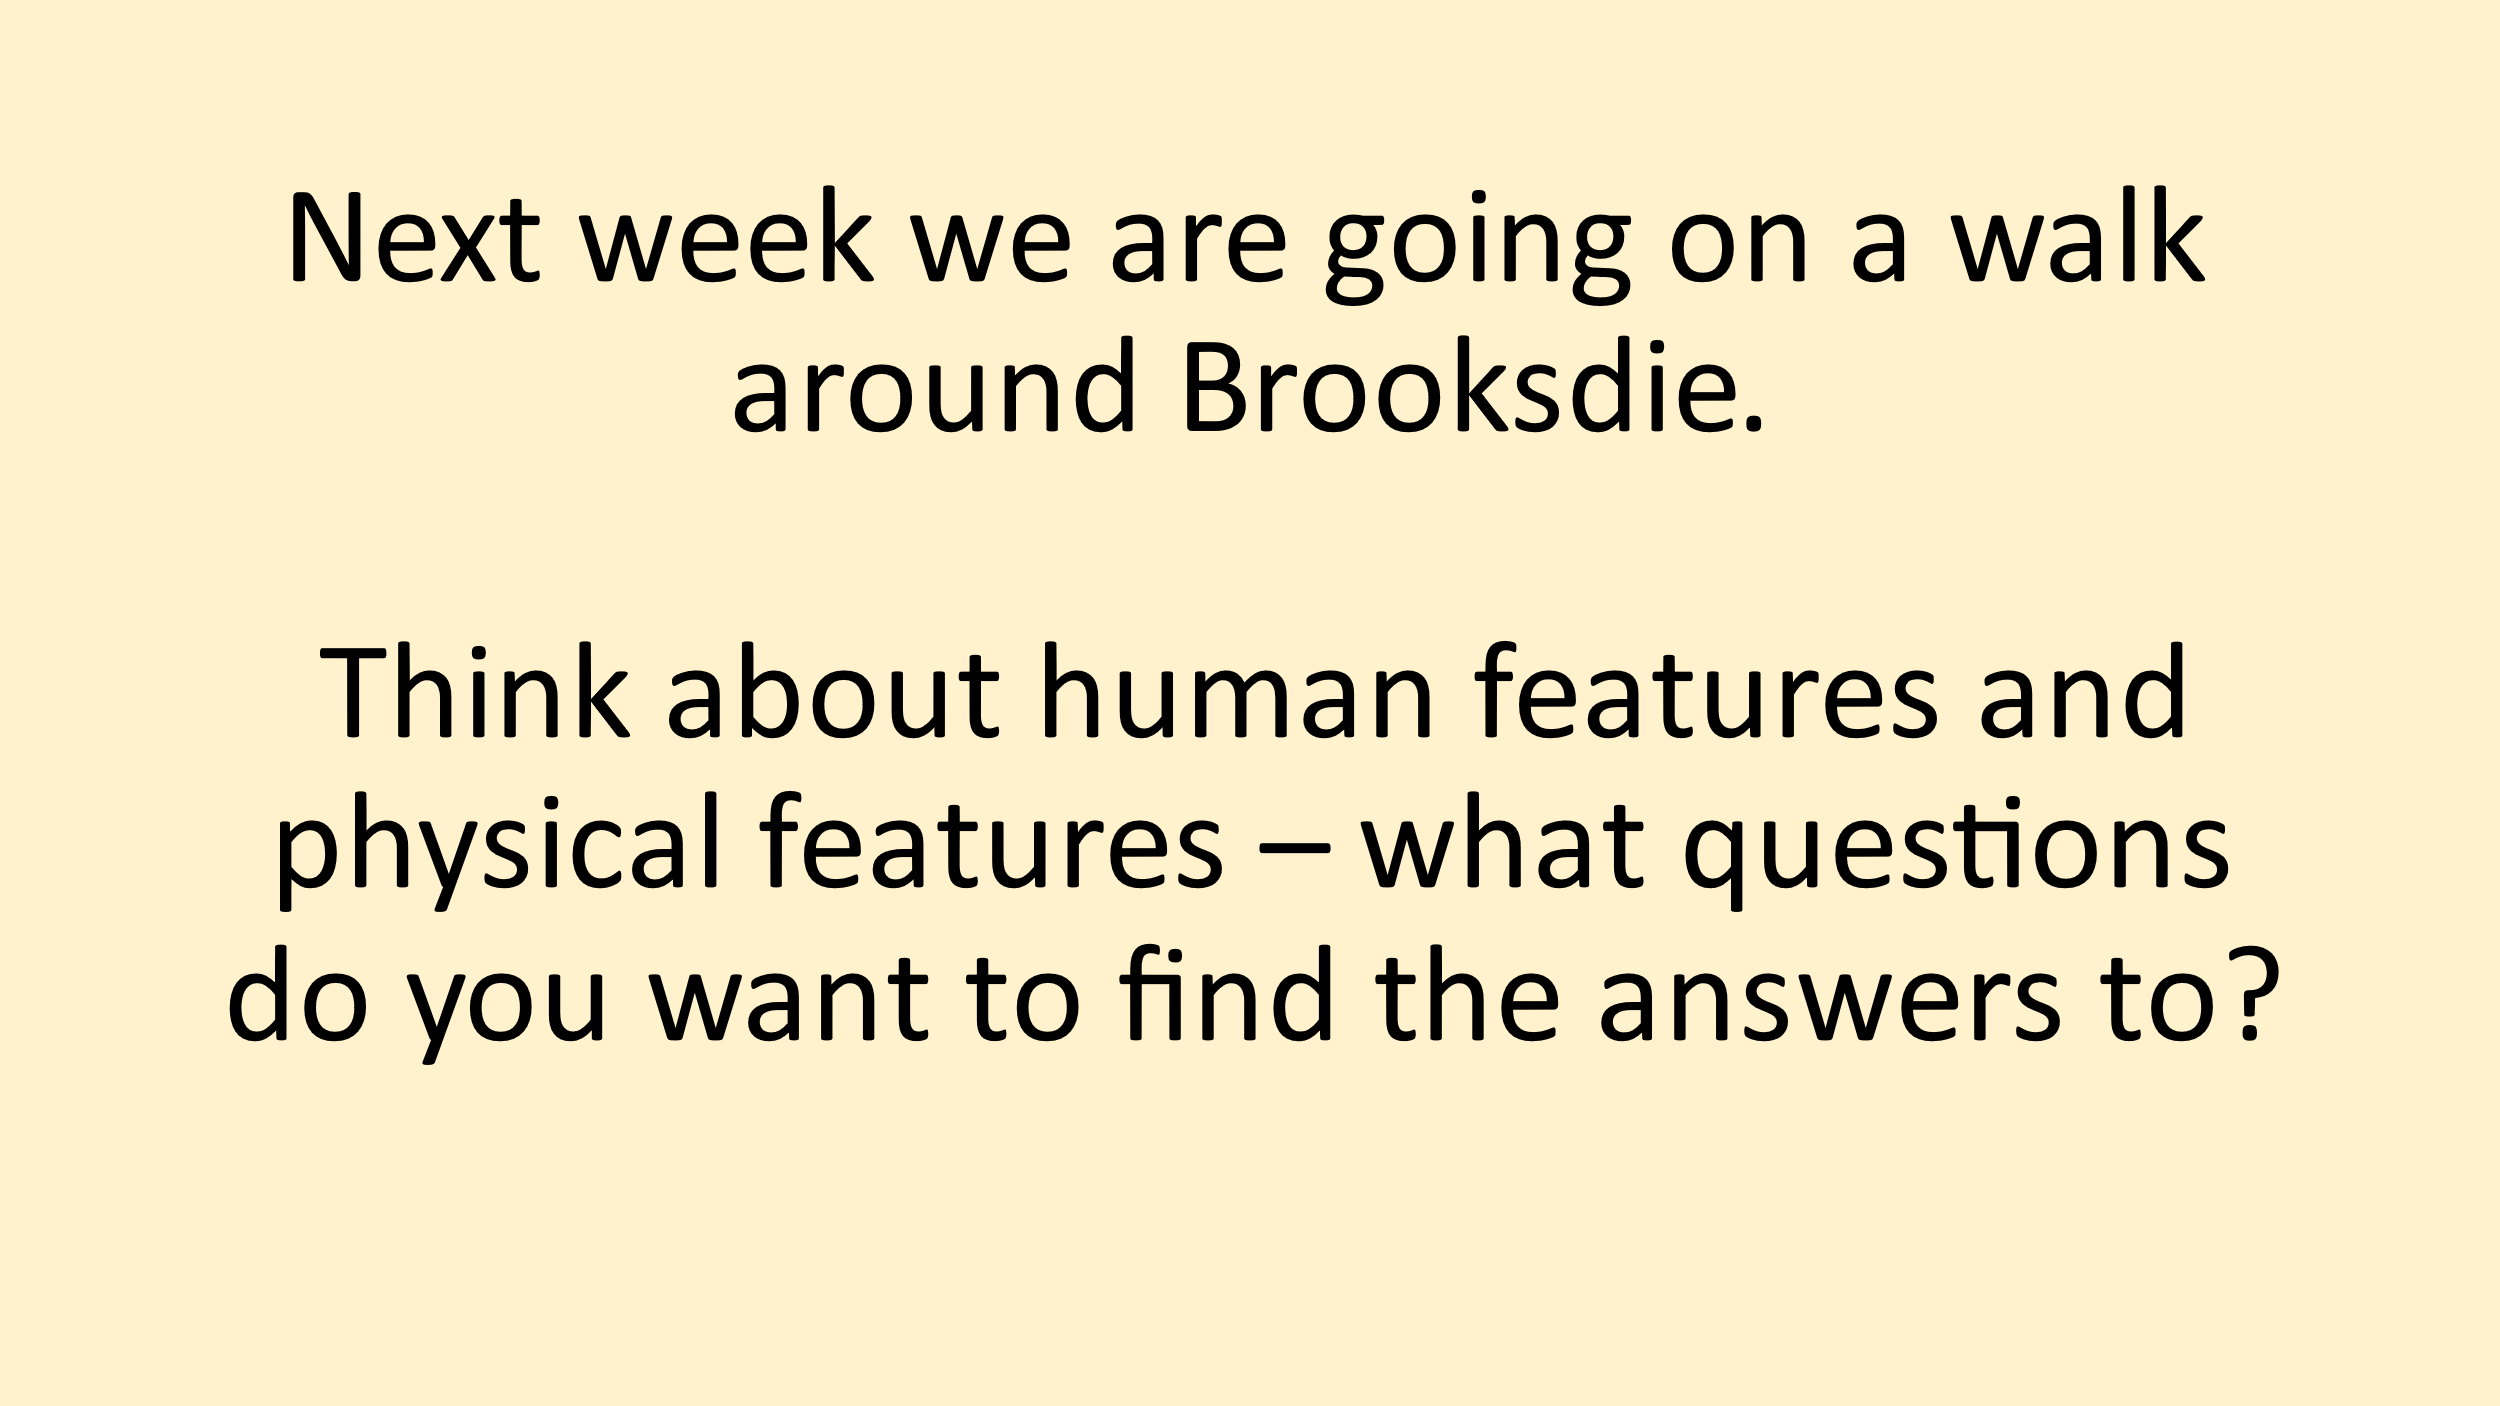 Next week we are going on a walk
around Brooksdie.
Think about human features and
physical features – what questions
do you want to find the answers to?